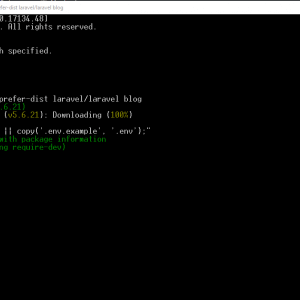 efer-dist laravel/laravel blog
0.17134.48]
. All rights reserved.
h specified.
prefer-dist laravel/laravel blog
.6.21)
(v5.6.21): Downloading (100%)
|| copy('.env.example', '.env');"
with package information
ng require-dev)